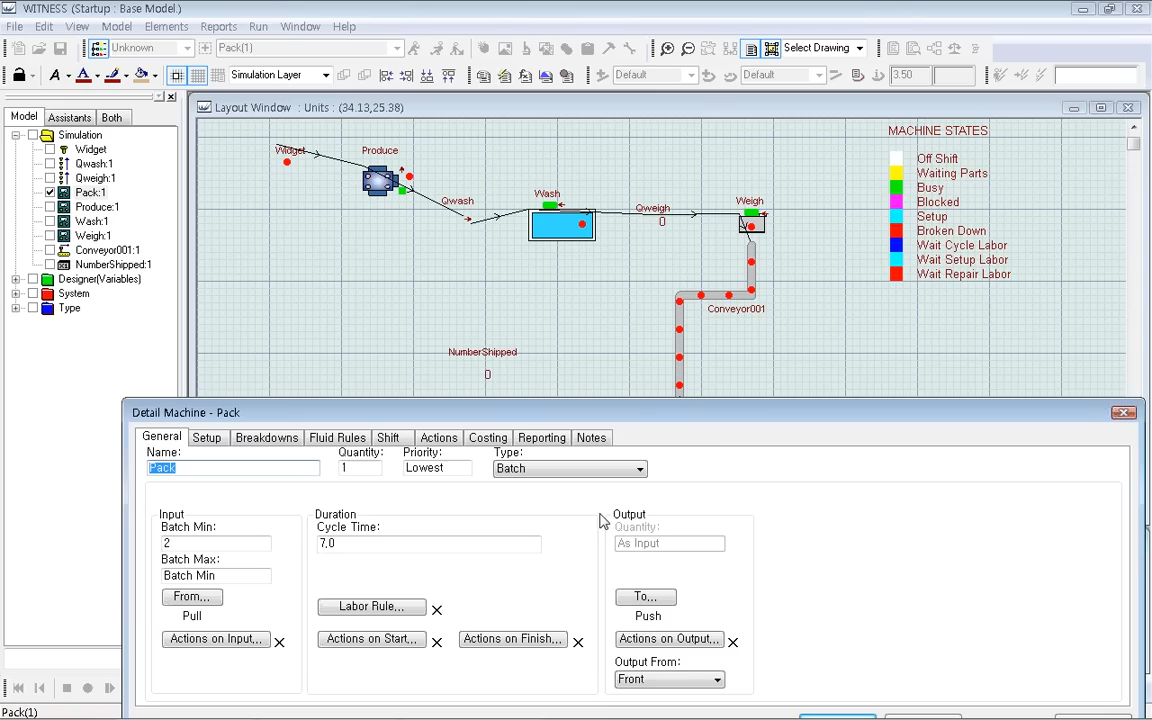 WITNESS (Startup : Base Model.)
File Edit View Model Elements Reports Run Window Help
Unknown Pack(1) Select Drawing
A A Simulation Layer Default Default 3.50
Model Assistants Both
Simulation
Widget
Qwash:1
Qweigh:1
Pack:1
Produce:1
Wash:1
Weigh:1
Conveyor001:1
NumberShipped:1
Designer(Variables)
System
Type
Layout Window : Units : (34.13,25.38)
Widget
Produce
Qwash
Wash
Qweigh
0
Weigh
Conveyor001
NumberShipped
0
MACHINE STATES
Off Shift
Waiting Parts
Busy
Blocked
Setup
Broken Down
Wait Cycle Labor
Wait Setup Labor
Wait Repair Labor
Detail Machine - Pack
General Setup Breakdowns Fluid Rules Shift Actions Costing Reporting Notes
Name: Quantity: Priority: Type:
Pack 1 Lowest Batch
Input
Batch Min:
2
Batch Max:
Batch Min
From...
Pull
Actions on Input...
Duration
Cycle Time:
7.0
Labor Rule...
Actions on Start... Actions on Finish...
Output
Quantity:
As Input
To...
Push
Actions on Output...
Output From:
Front
Pack(1)